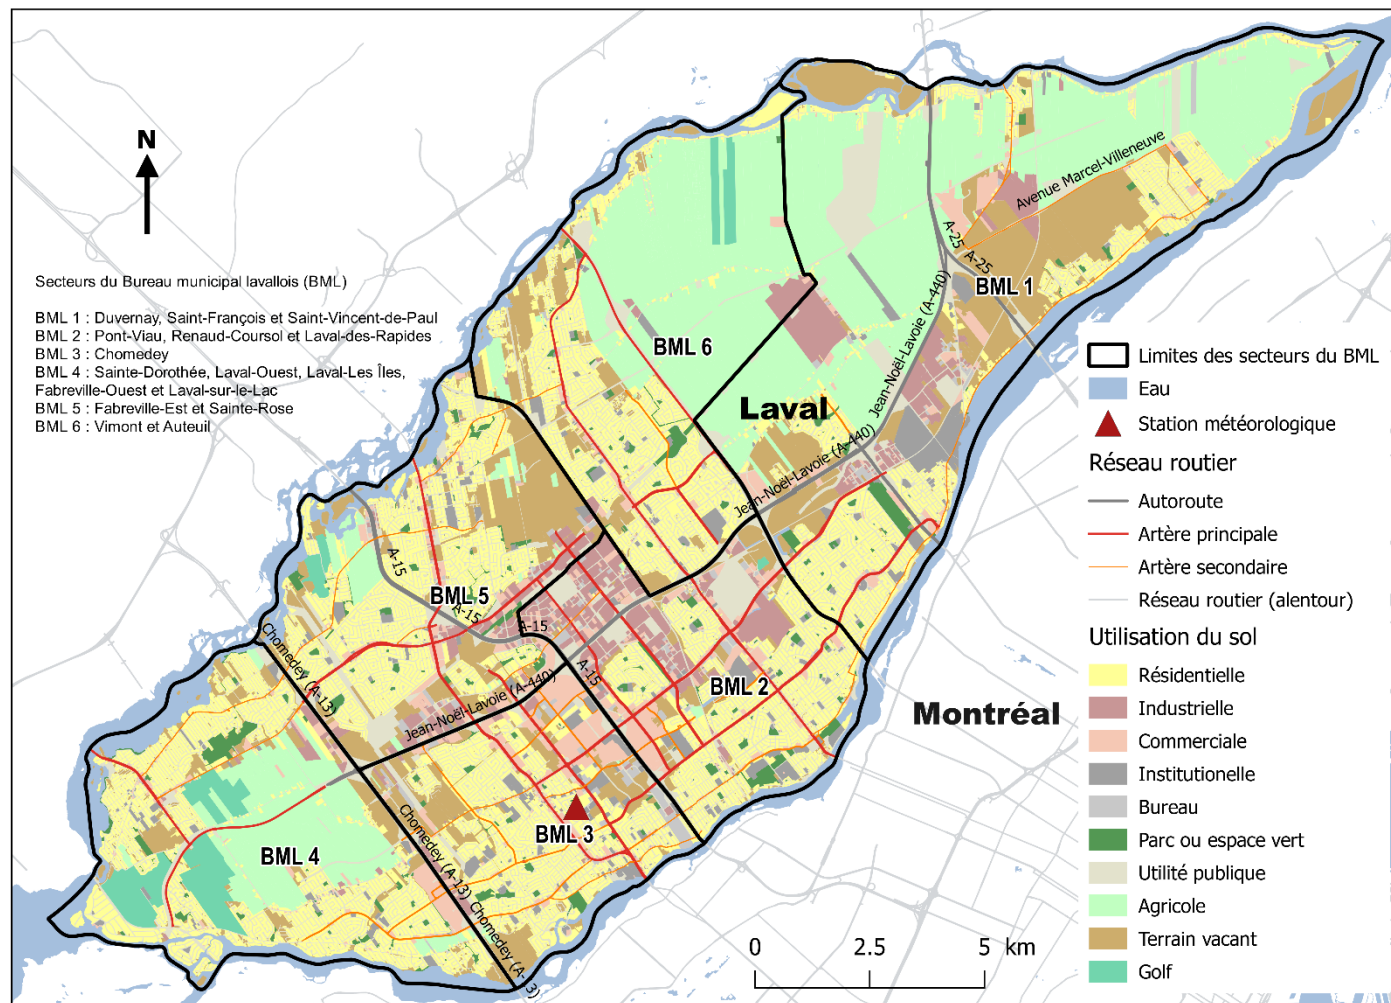 N
Secteurs du Bureau municipal lavallois (BML)
BML 1 : Duvernay, Saint-François et Saint-Vincent-de-Paul
BML 2 : Pont-Viau, Renaud-Coursol et Laval-des-Rapides
BML 3 : Chomedey
BML 4 : Sainte-Dorothée, Laval-Ouest, Laval-Les Îles,
Fabreville-Ouest et Laval-sur-le-Lac
BML 5 : Fabreville-Est et Sainte-Rose
BML 6 : Vimont et Auteuil
Avenue Marcel-Villeneuve
A-25
A-25
BML 1
Jean-Noël-Lavoie (A-440)
BML 6
Laval
Jean-Noël-Lavoie (A-440)
A-15
BML 5
A-15
A-15
A-15
Chomedey (A-13)
Jean-Noël-Lavoie (A-440)
BML 2
Montréal
Chomedey (A-13)
BML 3
BML 4
Chomedey (A-13)
0 2.5 5 km
Limites des secteurs du BML
Eau
Station météorologique
Réseau routier
Autoroute
Artère principale
Artère secondaire
Réseau routier (alentour)
Utilisation du sol
Résidentielle
Industrielle
Commerciale
Institutionelle
Bureau
Parc ou espace vert
Utilité publique
Agricole
Terrain vacant
Golf